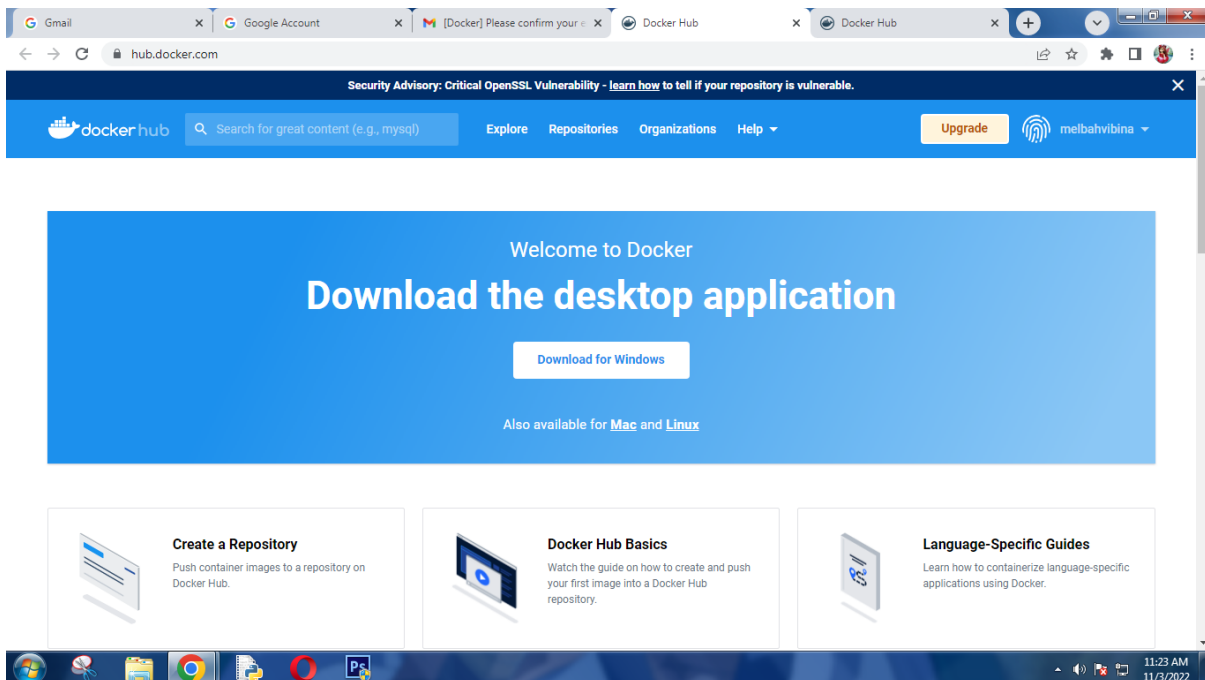 Gmail
Google Account
[Docker] Please confirm your e
Docker Hub
Docker Hub
hub.docker.com
Security Advisory: Critical OpenSSL Vulnerability - learn how to tell if your repository is vulnerable.
dockerhub
Search for great content (e.g., mysql)
Explore
Repositories
Organizations
Help
Upgrade
melbahvibina
Welcome to Docker
Download the desktop application
Download for Windows
Also available for Mac and Linux
Create a Repository
Push container images to a repository on
Docker Hub.
Docker Hub Basics
Watch the guide on how to create and push
your first image into a Docker Hub
repository.
Language-Specific Guides
Learn how to containerize language-specific
applications using Docker.
Ps
11:23 AM
11/3/2022